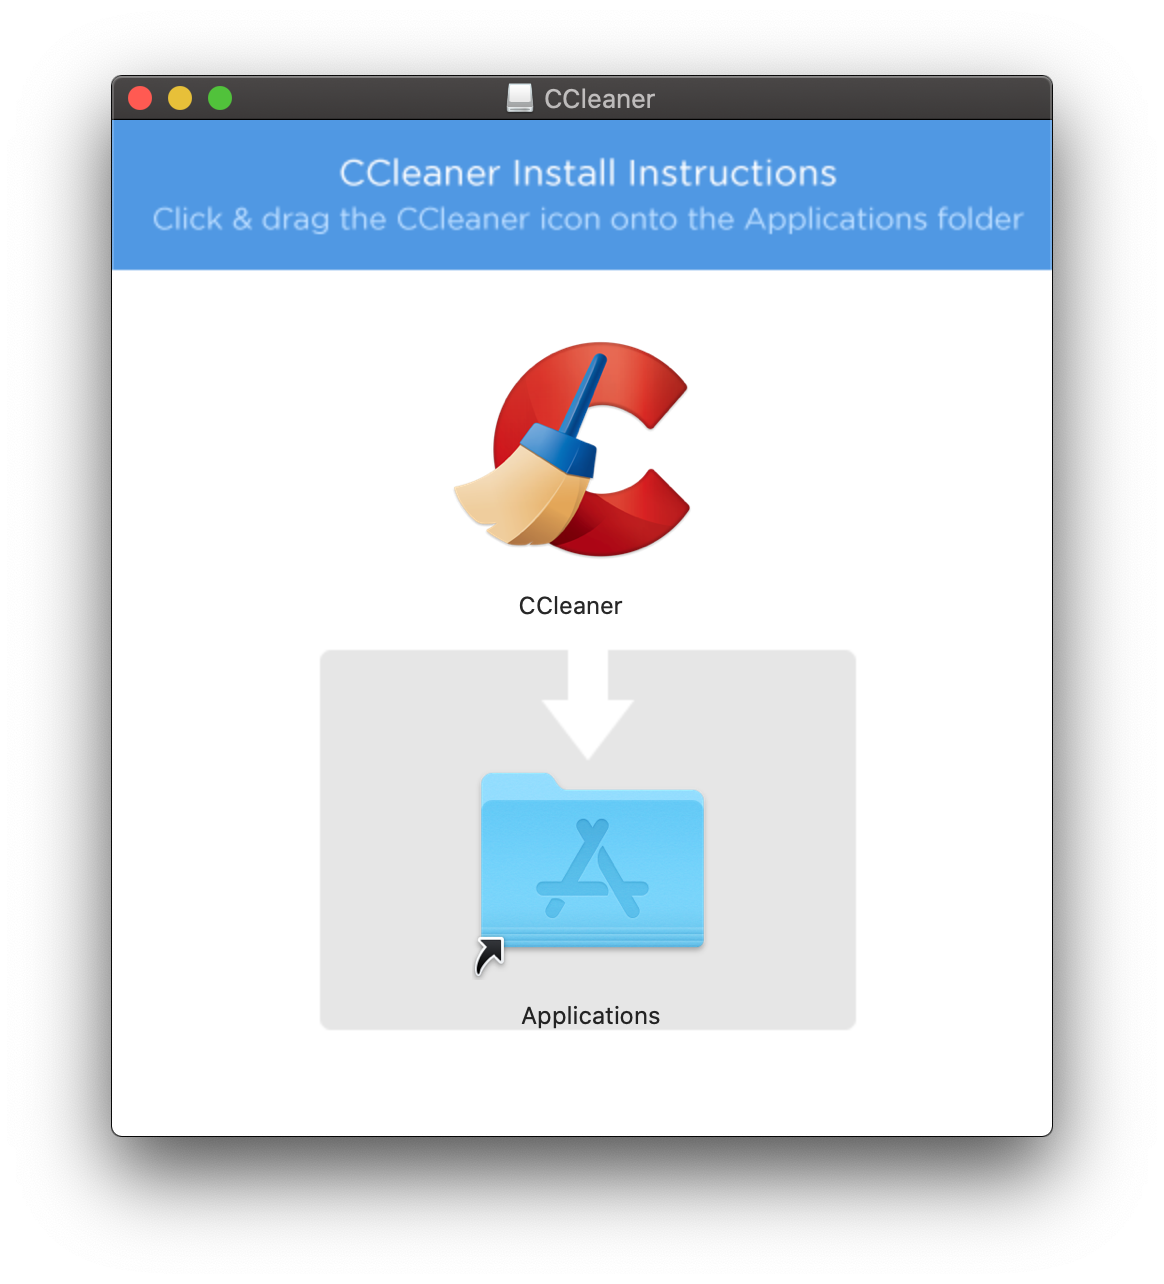 CCleaner
CCleaner Install Instructions
Click & drag the CCleaner icon onto the Applications folder
CCleaner
Applications